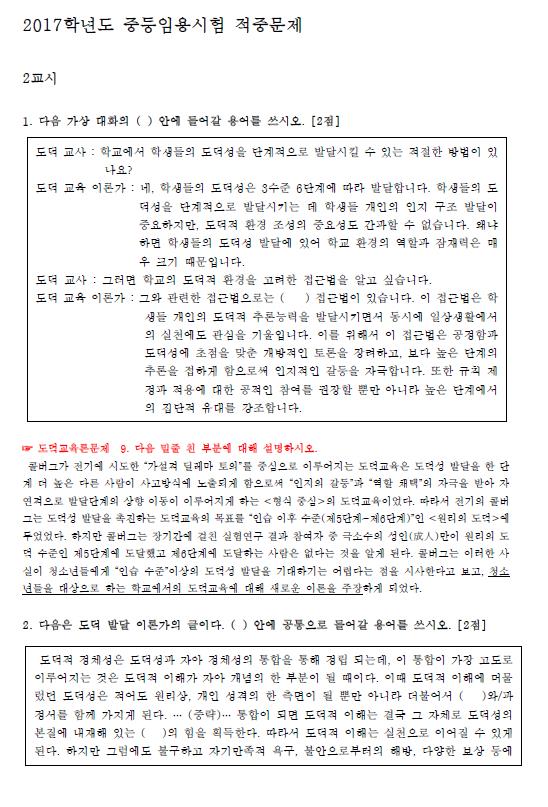 2017학년도 중등임용시험 적중문제
2교시
1. 다음 가상 대화의 ( ) 안에 들어갈 용어를 쓰시오. [2점]
도덕 교사 : 학교에서 학생들의 도덕성을 단계적으로 발달시킬 수 있는 적절한 방법이 있
나요?
도덕 교육 이론가 : 네, 학생들의 도덕성은 3수준 6단계에 따라 발달합니다. 학생들의 도
덕성을 단계적으로 발달시키는 데 학생들 개인의 인지 구조 발달이
중요하지만, 도덕적 환경 조성의 중요성도 간과할 수 없습니다. 왜냐
하면 학생들의 도덕성 발달에 있어 학교 환경의 역할과 잠재력은 매
우 크기 때문입니다.
도덕 교사 : 그러면 학교의 도덕적 환경을 고려한 접근법을 알고 싶습니다.
도덕 교육 이론가 : 그와 관련한 접근법으로는 ( ) 접근법이 있습니다. 이 접근법은 학
생들 개인의 도덕적 추론능력을 발달시키면서 동시에 일상생활에서
의 실천에도 관심을 기울입니다. 이를 위해서 이 접근법은 공정함과
도덕성에 초점을 맞춘 개방적인 토론을 장려하고, 보다 높은 단계의
추론을 접하게 함으로써 인지적인 갈등을 자극합니다. 또한 규칙 제
정과 적용에 대한 공적인 참여를 권장할 뿐만 아니라 높은 단계에서
의 집단적 유대를 강조합니다.
☞ 도덕교육론문제 9. 다음 밑줄 친 부분에 대해 설명하시오.
콜버그가 전기에 시도한 “가설적 딜레마 토의”를 중심으로 이루어지는 도덕교육은 도덕성 발달을 한 단
계 더 높은 다른 사람이 사고방식에 노출되게 함으로써 “인지의 갈등”과 “역할 채택”의 자극을 받아 자
연적으로 발달단계의 상향 이동이 이루어지게 하는 <형식 중심>의 도덕교육이었다. 따라서 전기의 콜버
그는 도덕성 발달을 촉진하는 도덕교육의 목표를 “인습 이후 수준(제5단계-제6단계)”인 <원리의 도덕>에
두었었다. 하지만 콜버그는 장기간에 걸친 실험연구 결과 참여자 중 극소수의 성인(成人)만이 원리의 도
덕 수준인 제5단계에 도달했고 제6단계에 도달하는 사람은 없다는 것을 알게 된다. 콜버그는 이러한 사
실이 청소년들에게 “인습 수준”이상의 도덕성 발달을 기대하기는 어렵다는 점을 시사한다고 보고, 청소
년들을 대상으로 하는 학교에서의 도덕교육에 대해 새로운 이론을 주장하게 되었다.
2. 다음은 도덕 발달 이론가의 글이다. ( ) 안에 공통으로 들어갈 용어를 쓰시오. [2점]
도덕적 정체성은 도덕성과 자아 정체성의 통합을 통해 정립 되는데, 이 통합이 가장 고도로
이루어지는 것은 도덕적 이해가 자아 개념의 한 부분이 될 때이다. 이때 도덕적 이해에 머물
렀던 도덕성은 적어도 원리상, 개인 성격의 한 측면이 될 뿐만 아니라 더불어서 ( )와/과
정서를 함께 가지게 된다. … (중략)… 통합이 되면 도덕적 이해는 결국 그 자체로 도덕성의
본질에 내재해 있는 ( )의 힘을 획득한다. 따라서 도덕적 이해는 실천으로 이어질 수 있게
된다. 하지만 그럼에도 불구하고 자기만족적 욕구, 불안으로부터의 해방, 다양한 보상 등에